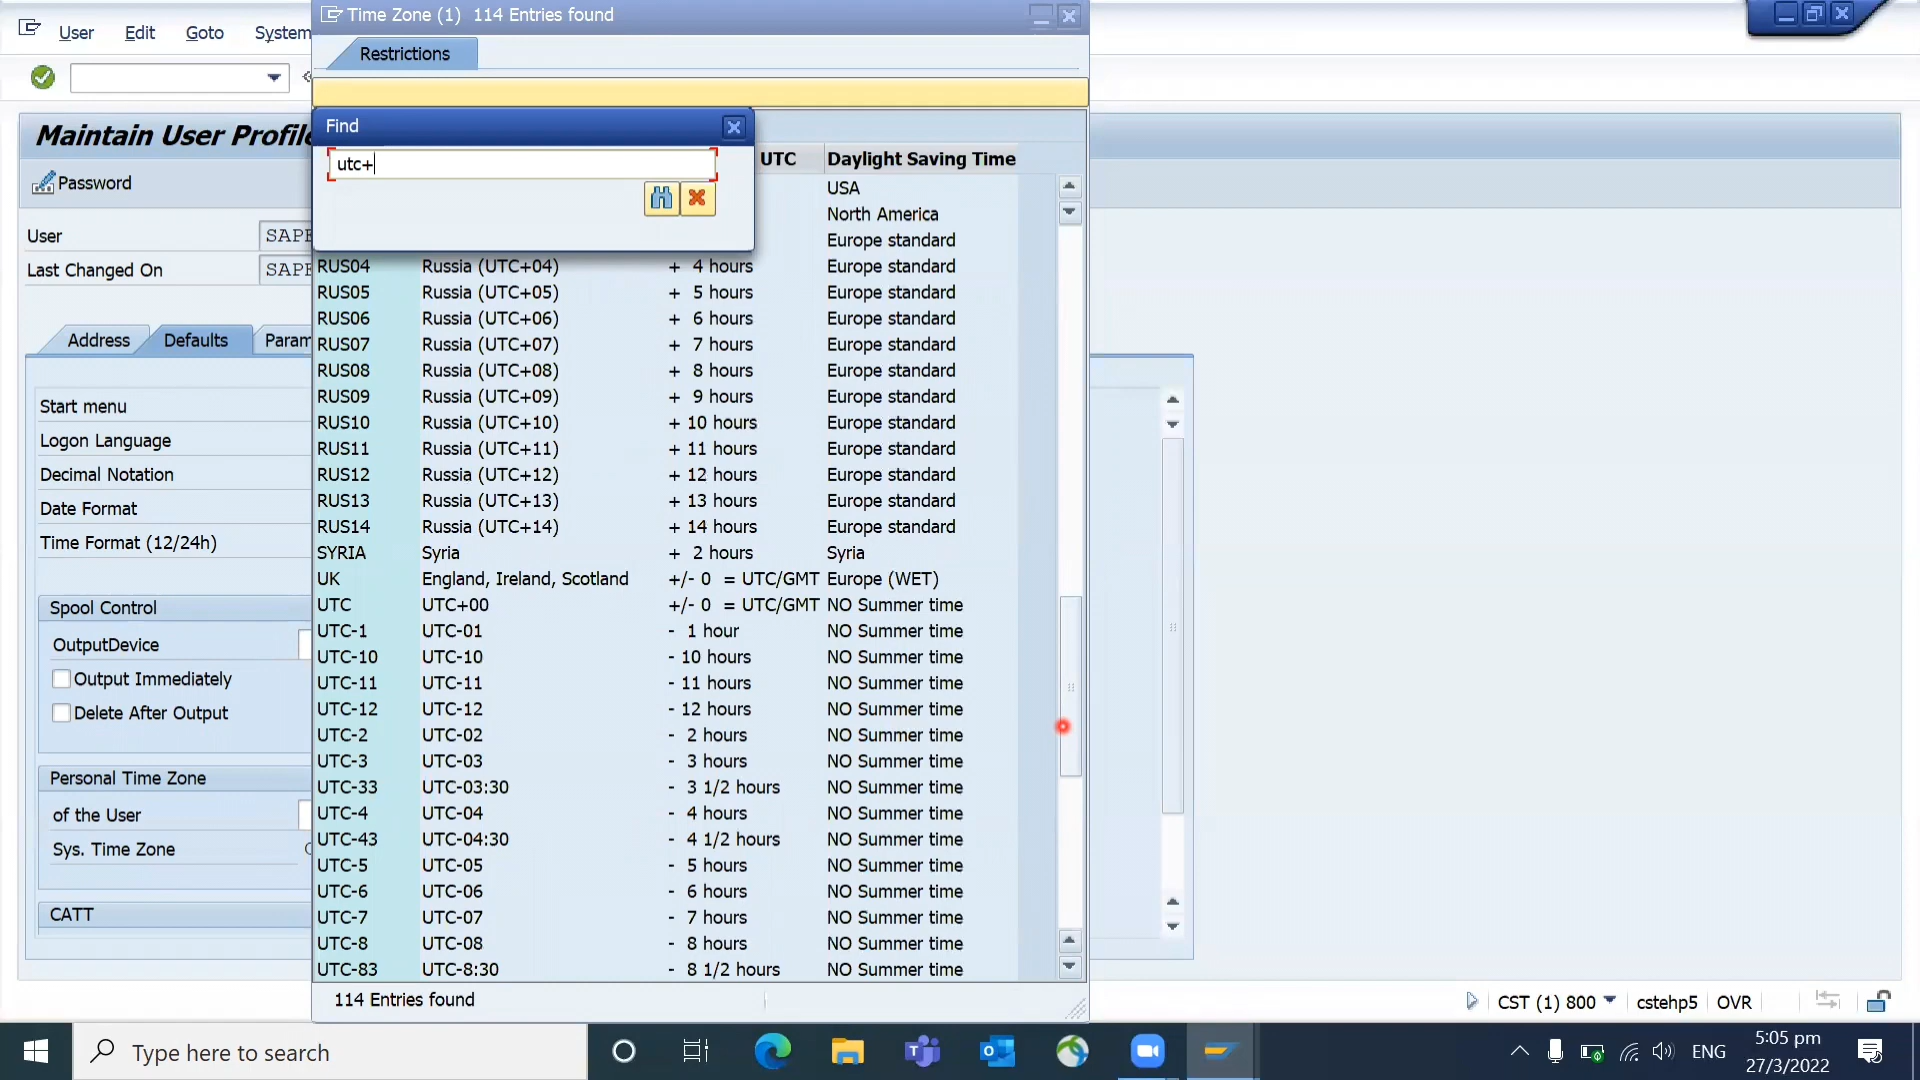 Time Zone (1) 114 Entries found
User Edit Goto System
Restrictions
Maintain User Profile
Find
utc+
UTC Daylight Saving Time
Password
USA
North America
Europe standard
User SAPE
Last Changed On SAPE
RUS04 Russia (UTC+04) + 4 hours Europe standard
RUS05 Russia (UTC+05) + 5 hours Europe standard
RUS06 Russia (UTC+06) + 6 hours Europe standard
RUS07 Russia (UTC+07) + 7 hours Europe standard
RUS08 Russia (UTC+08) + 8 hours Europe standard
RUS09 Russia (UTC+09) + 9 hours Europe standard
RUS10 Russia (UTC+10) + 10 hours Europe standard
RUS11 Russia (UTC+11) + 11 hours Europe standard
RUS12 Russia (UTC+12) + 12 hours Europe standard
RUS13 Russia (UTC+13) + 13 hours Europe standard
RUS14 Russia (UTC+14) + 14 hours Europe standard
SYRIA Syria + 2 hours Syria
UK England, Ireland, Scotland +/- 0 = UTC/GMT Europe (WET)
UTC UTC+00 +/- 0 = UTC/GMT NO Summer time
UTC-1 UTC-01 - 1 hour NO Summer time
UTC-10 UTC-10 - 10 hours NO Summer time
UTC-11 UTC-11 - 11 hours NO Summer time
UTC-12 UTC-12 - 12 hours NO Summer time
UTC-2 UTC-02 - 2 hours NO Summer time
UTC-3 UTC-03 - 3 hours NO Summer time
UTC-33 UTC-03:30 - 3 1/2 hours NO Summer time
UTC-4 UTC-04 - 4 hours NO Summer time
UTC-43 UTC-04:30 - 4 1/2 hours NO Summer time
UTC-5 UTC-05 - 5 hours NO Summer time
UTC-6 UTC-06 - 6 hours NO Summer time
UTC-7 UTC-07 - 7 hours NO Summer time
UTC-8 UTC-08 - 8 hours NO Summer time
UTC-83 UTC-8:30 - 8 1/2 hours NO Summer time
114 Entries found
Address Defaults Param
Start menu
Logon Language
Decimal Notation
Date Format
Time Format (12/24h)
Spool Control
OutputDevice
Output Immediately
Delete After Output
Personal Time Zone
of the User
Sys. Time Zone
CATT
CST (1) 800 cstehp5 OVR
Type here to search
ENG
5:05 pm
27/3/2022